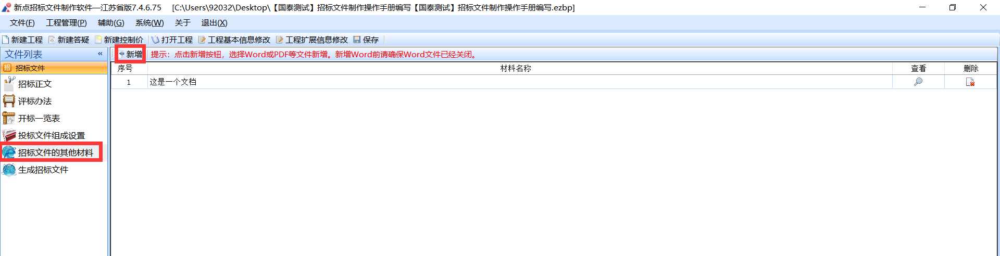 新点招标文件制作软件—江苏省版7.4.6.75 [C:\Users\92032\Desktop\【国泰测试】招标文件制作操作手册编写【国泰测试】招标文件制作操作手册编写.ezbp]
文件(F) 工程管理(P) 辅助(G) 系统(W) 关于 退出(X)
新建工程 新建答疑 新建控制价 打开工程 工程基本信息修改 工程扩展信息修改 保存
文件列表 «
新增 提示：点击新增按钮，选择Word或PDF等文件新增。新增Word前请确保Word文件已经关闭。
招 招标文件
序号 材料名称 查看 删除
1 这是一个文档
招标正文
评标办法
开标一览表
投标文件组成设置
招标文件的其他材料
生成招标文件